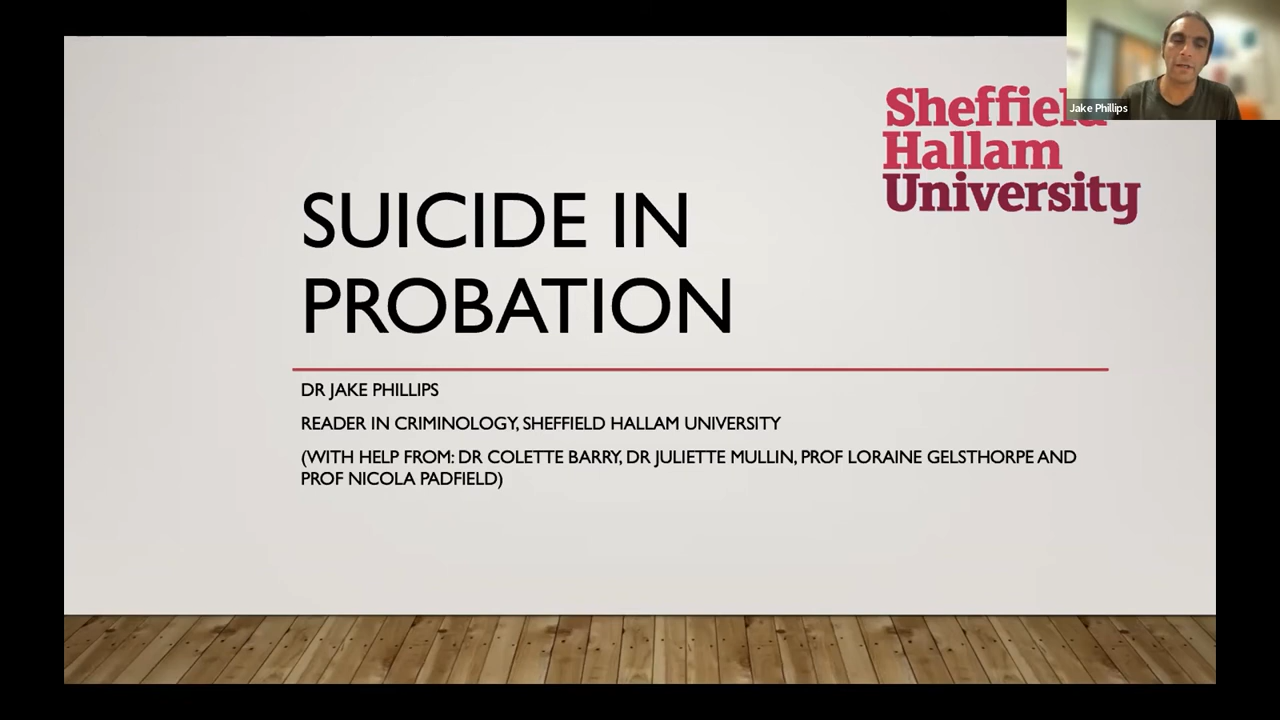 Sheffield
Hallam
University
Jake Phillips
SUICIDE IN
PROBATION
DR JAKE PHILLIPS
READER IN CRIMINOLOGY, SHEFFIELD HALLAM UNIVERSITY
(WITH HELP FROM: DR COLETTE BARRY, DR JULIETTE MULLIN, PROF LORAINE GELSTHORPE AND
PROF NICOLA PADFIELD)